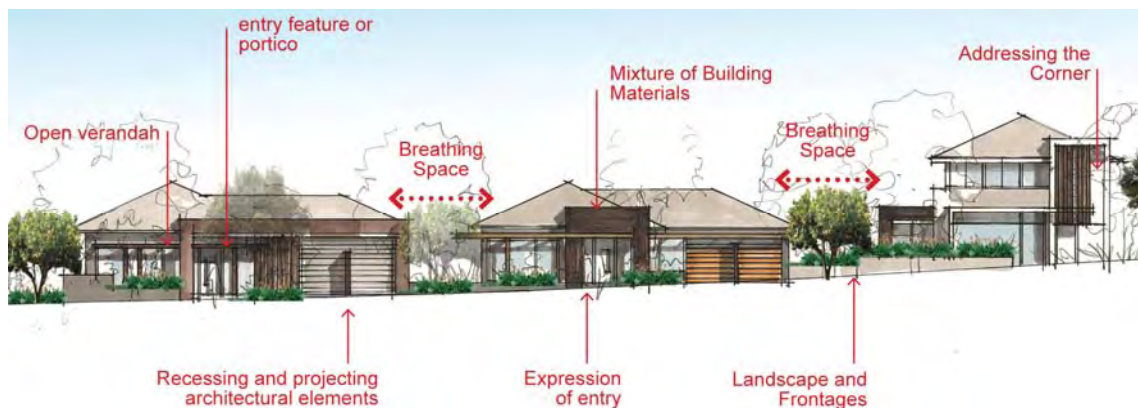 entry feature or
portico
Open verandah
Breathing
Space
Mixture of Building
Materials
Breathing
Space
Addressing the
Corner
Recessing and projecting
architectural elements
Expression
of entry
Landscape and
Frontages